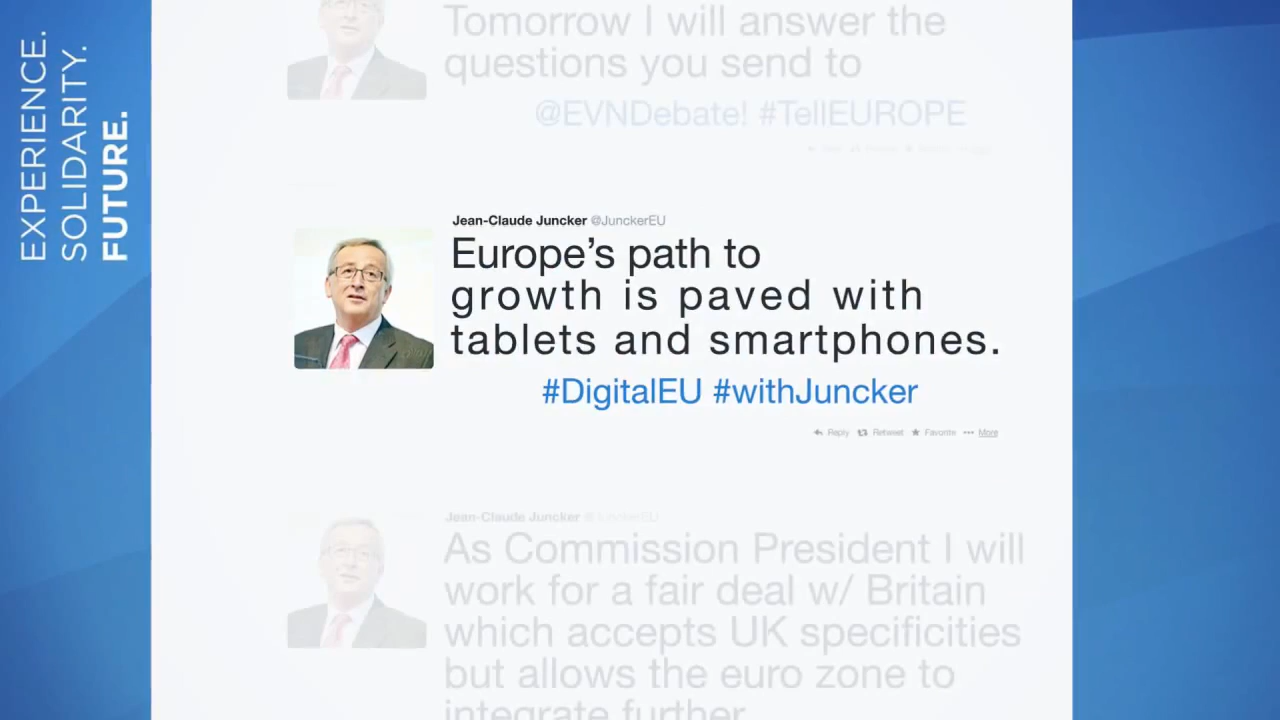 EXPERIENCE.
SOLIDARITY.
FUTURE.
Tomorrow I will answer the
questions you send to
@EVNDebate! #TellEUROPE
Jean-Claude Juncker @JunckerEU
Europe's path to
growth is paved with
tablets and smartphones.
#DigitalEU #withJuncker
Reply Retweet Favorite ••• More
Jean-Claude Juncker @JunckerEU
As Commission President I will
work for a fair deal w/ Britain
which accepts UK specificities
but allows the euro zone to
integrate further